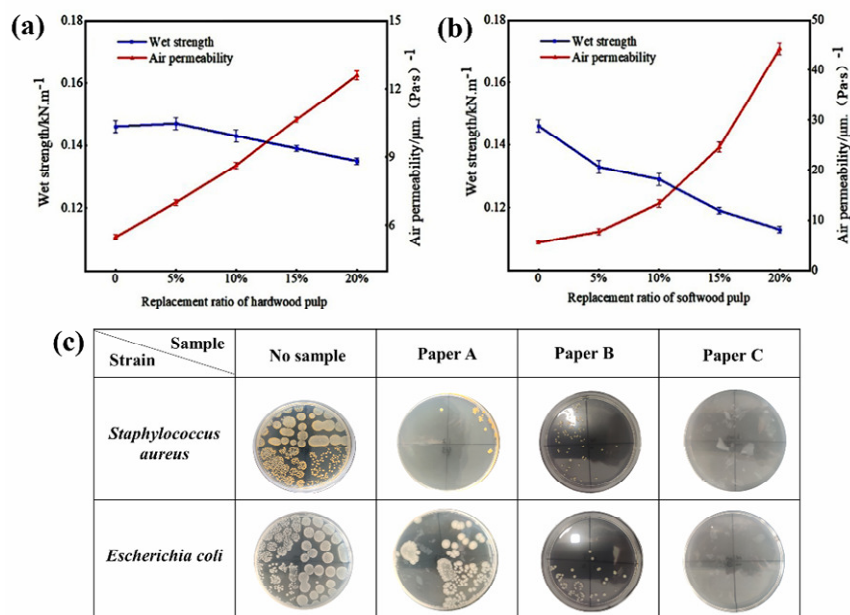 (a)
Wet strength/kN.m⁻¹
0.18
0.16
0.14
0.12
Wet strength
Air permeability
15
12
9
6
Air permeability/μm.（Pa·s）⁻¹
0 5% 10% 15% 20%
Replacement ratio of hardwood pulp
(b)
Wet strength/kN.m⁻¹
0.18
0.16
0.14
0.12
Wet strength
Air permeability
50
40
30
20
10
0
Air permeability/μm.（Pa·s）⁻¹
0 5% 10% 15% 20%
Replacement ratio of softwood pulp
(c)
Sample
Strain
No sample Paper A Paper B Paper C
Staphylococcus
aureus
Escherichia coli